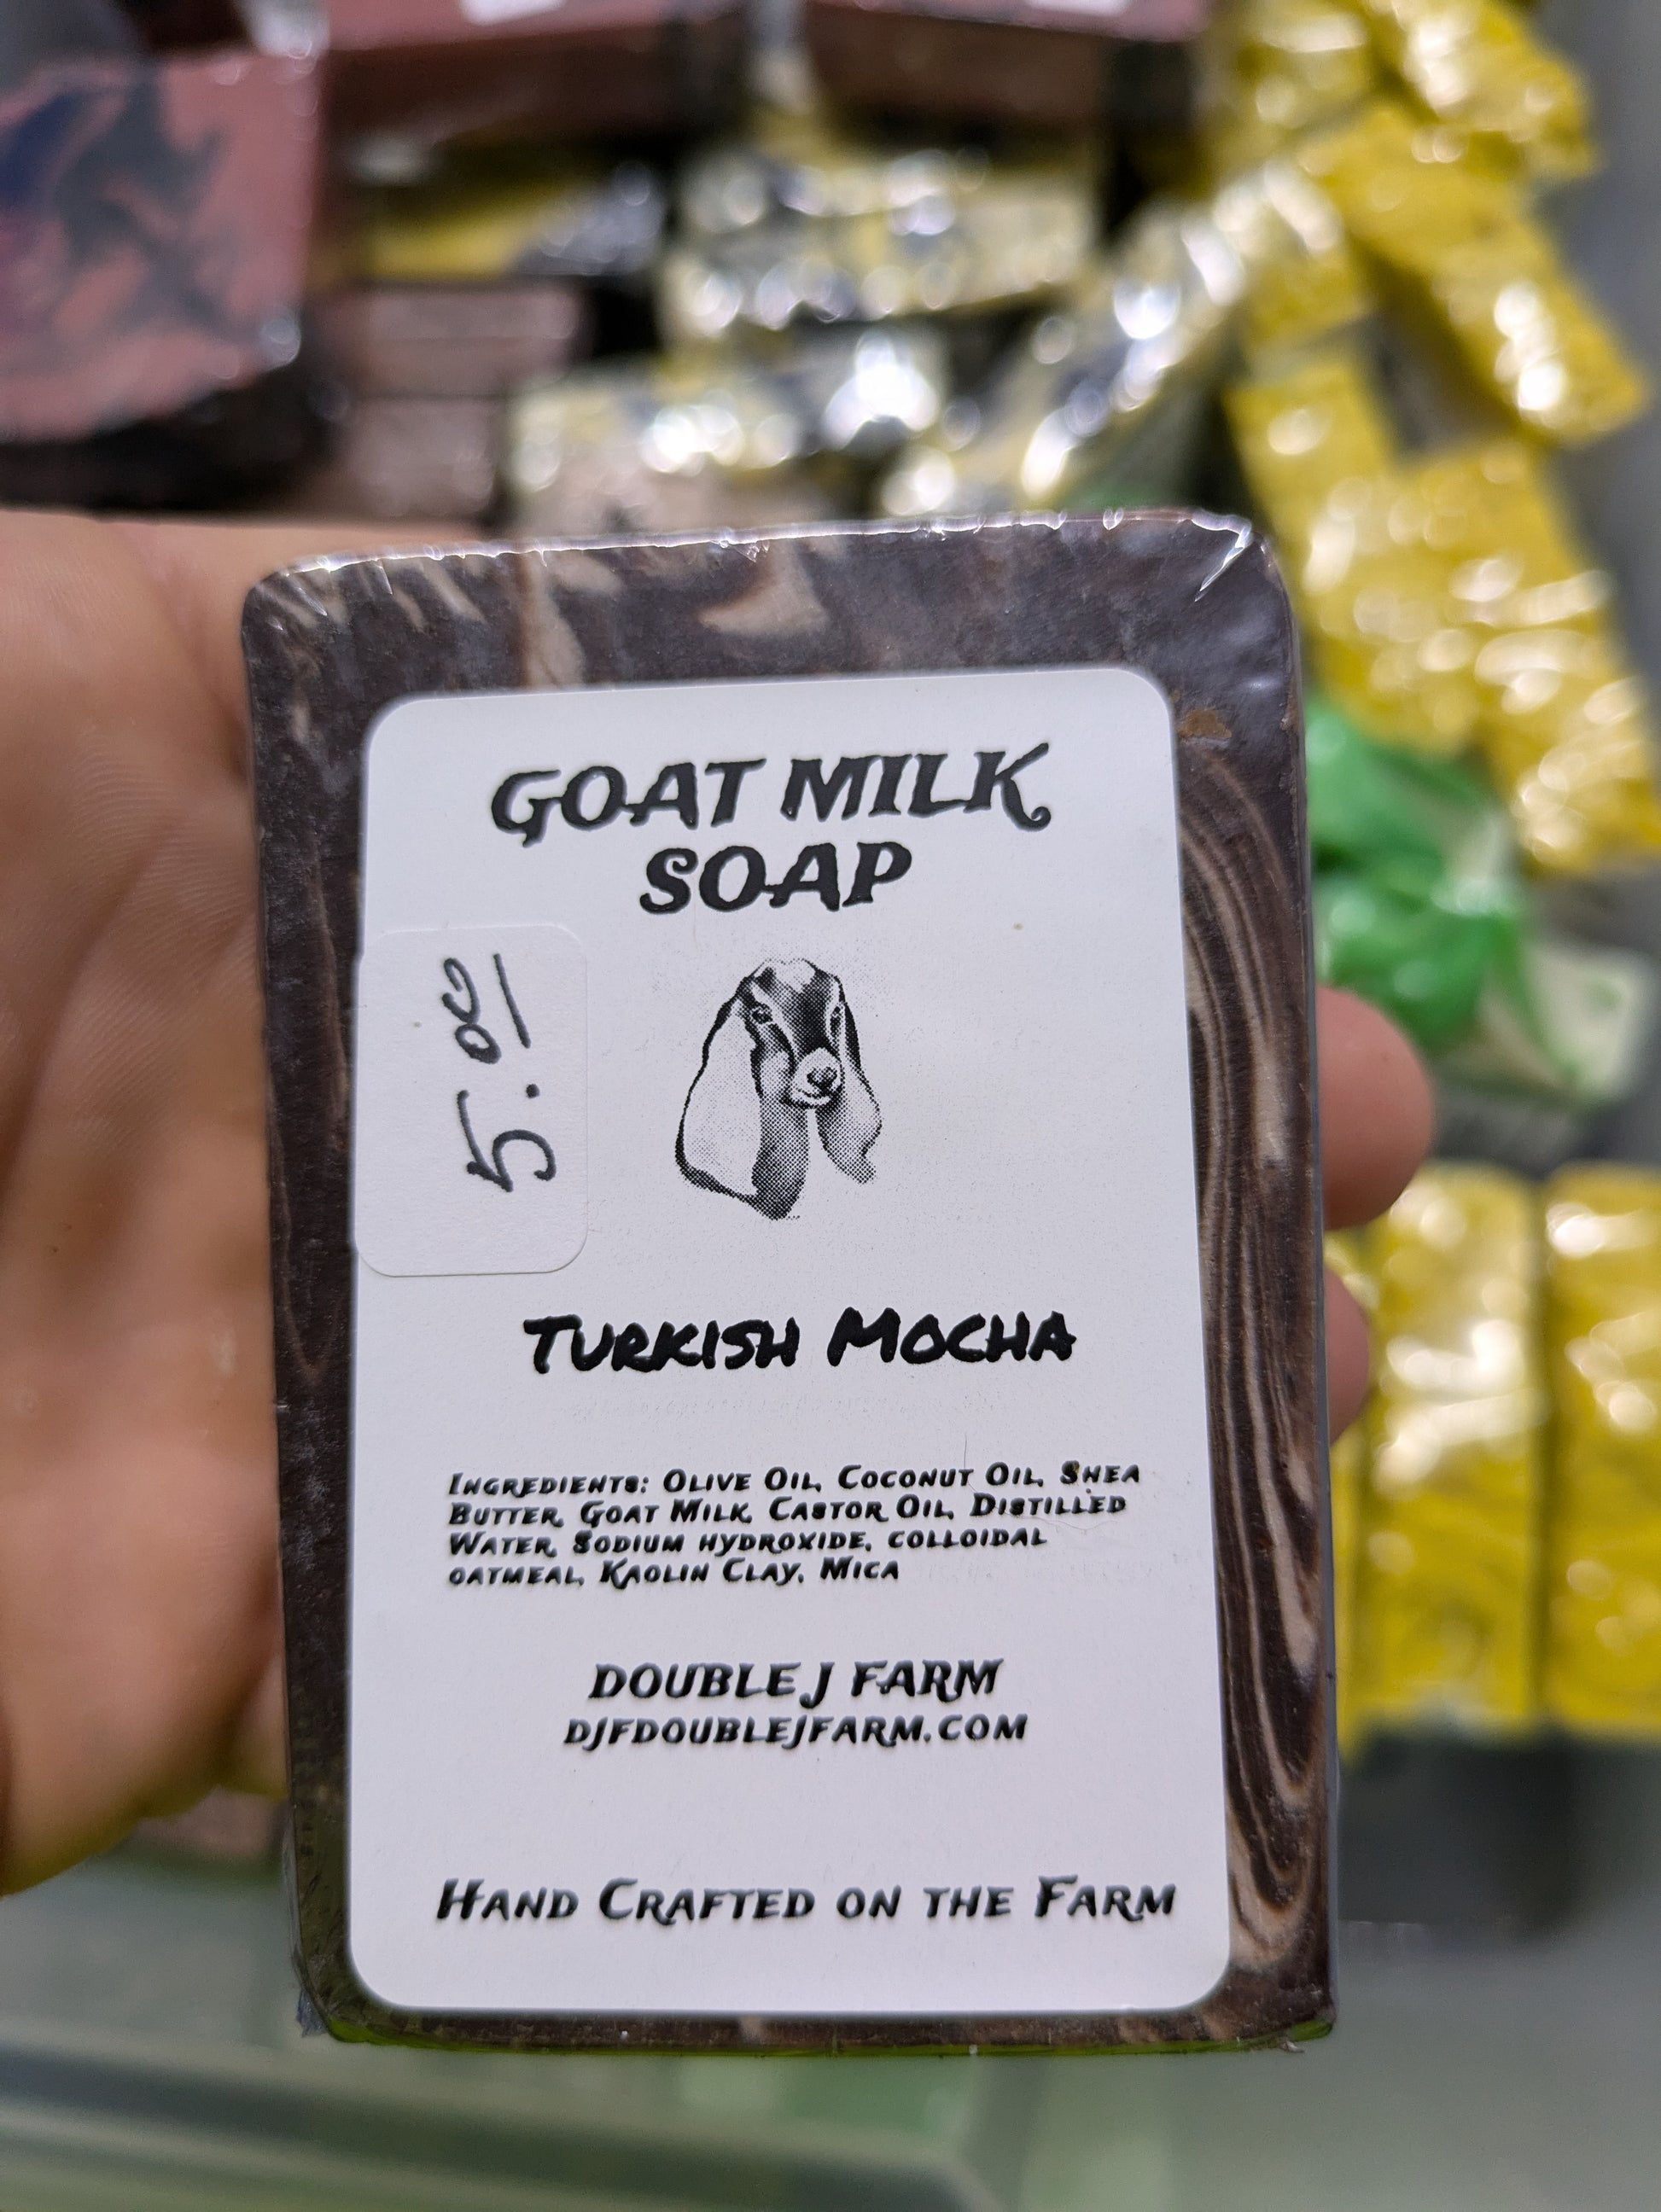 GOAT MILK
SOAP
5.00
TURKISH MOCHA
INGREDIENTS: OLIVE OIL, COCONUT OIL, SHEA
BUTTER, GOAT MILK, CASTOR OIL, DISTILLED
WATER, SODIUM HYDROXIDE, COLLOIDAL
OATMEAL, KAOLIN CLAY, MICA
DOUBLE J FARM
DJFDOUBLEJFARM.COM
HAND CRAFTED ON THE FARM